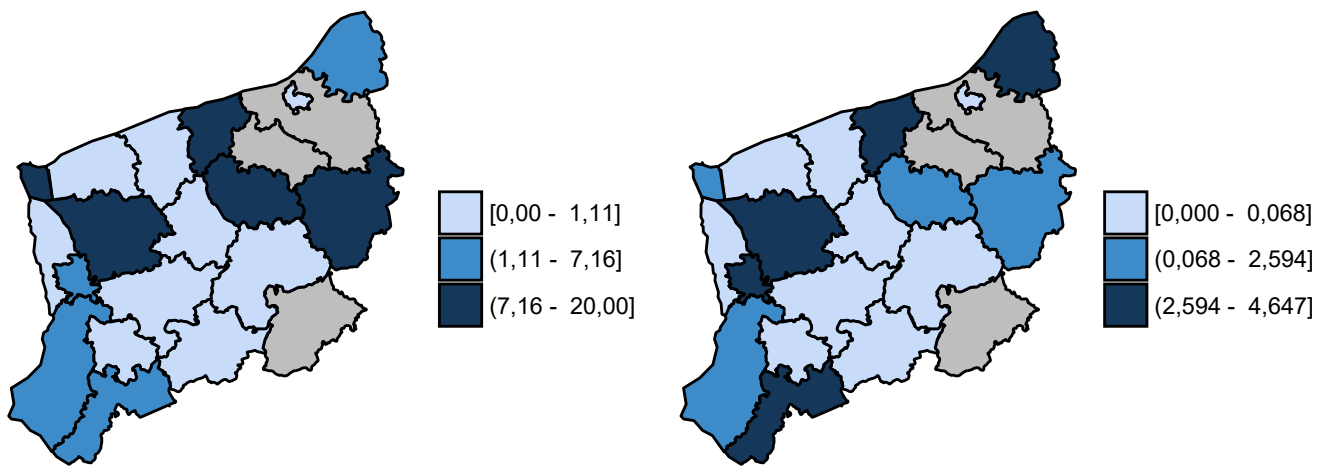 [0,00 - 1,11]
(1,11 - 7,16]
(7,16 - 20,00]
[0,000 - 0,068]
(0,068 - 2,594]
(2,594 - 4,647]